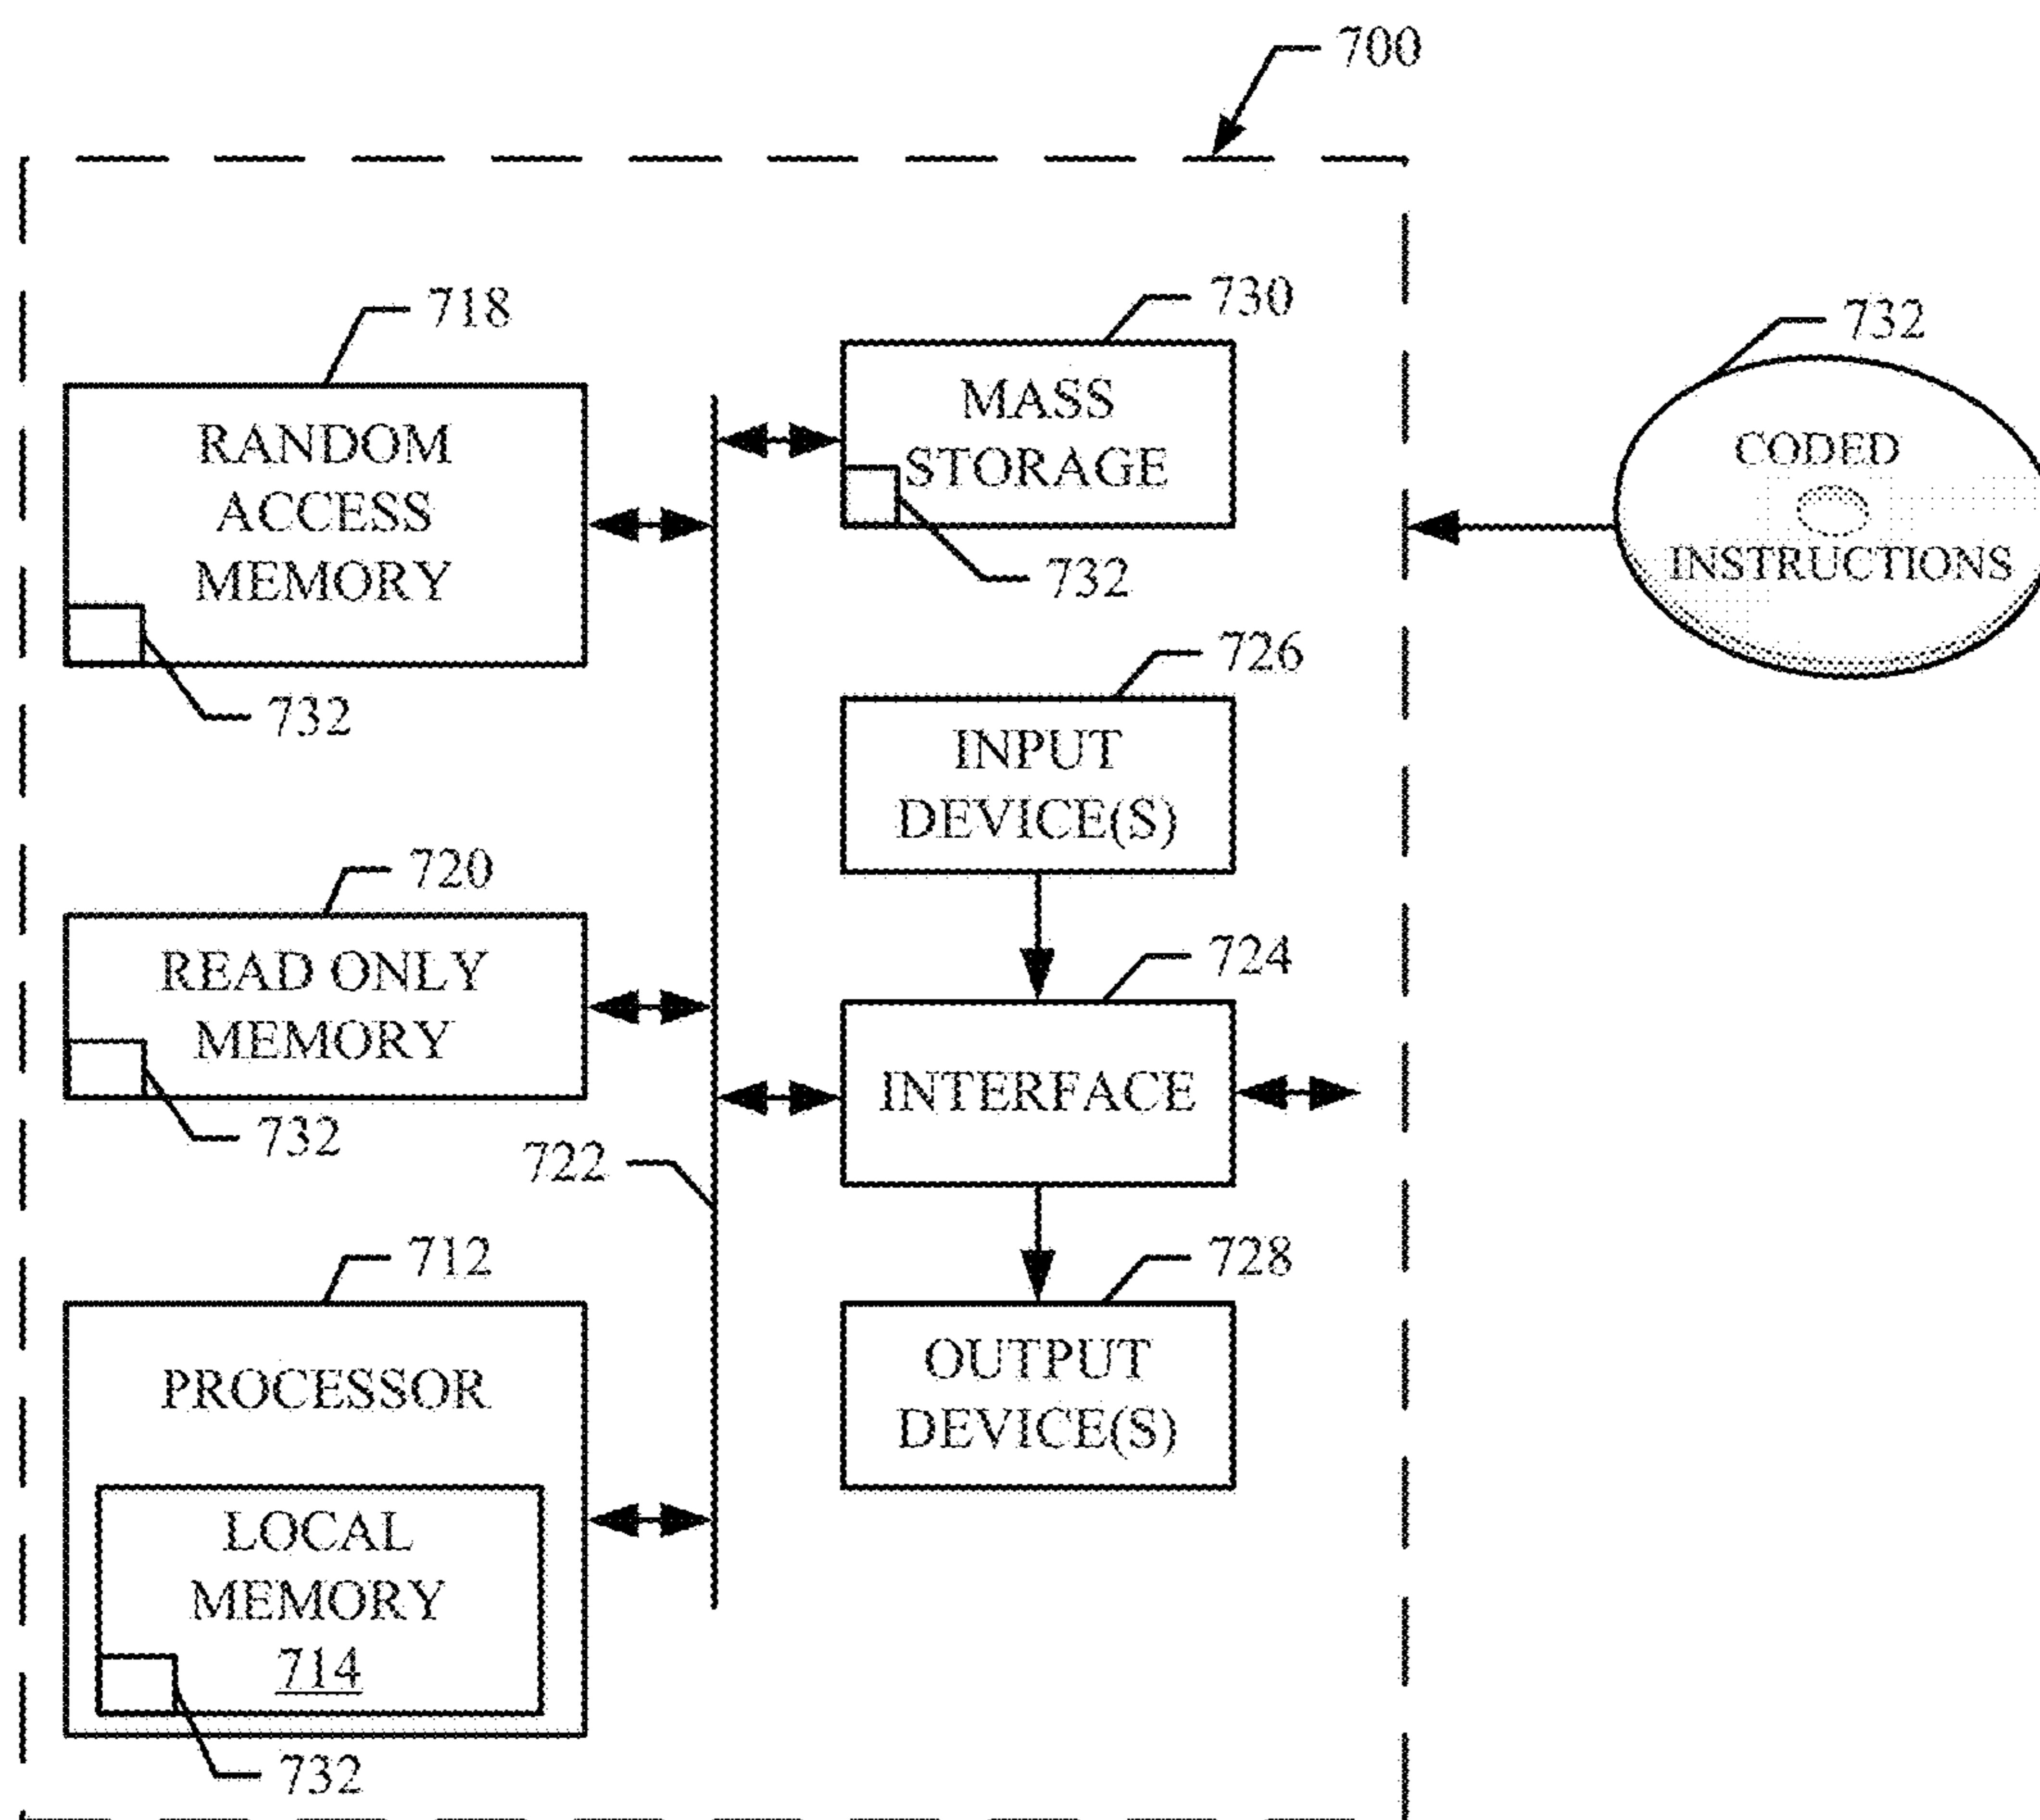 700
718
RANDOM
ACCESS
MEMORY
732
730
MASS
STORAGE
732
732
CODED
INSTRUCTIONS
726
INPUT
DEVICE(S)
720
READ ONLY
MEMORY
732
724
INTERFACE
722
712
PROCESSOR
LOCAL
MEMORY
714
732
728
OUTPUT
DEVICE(S)